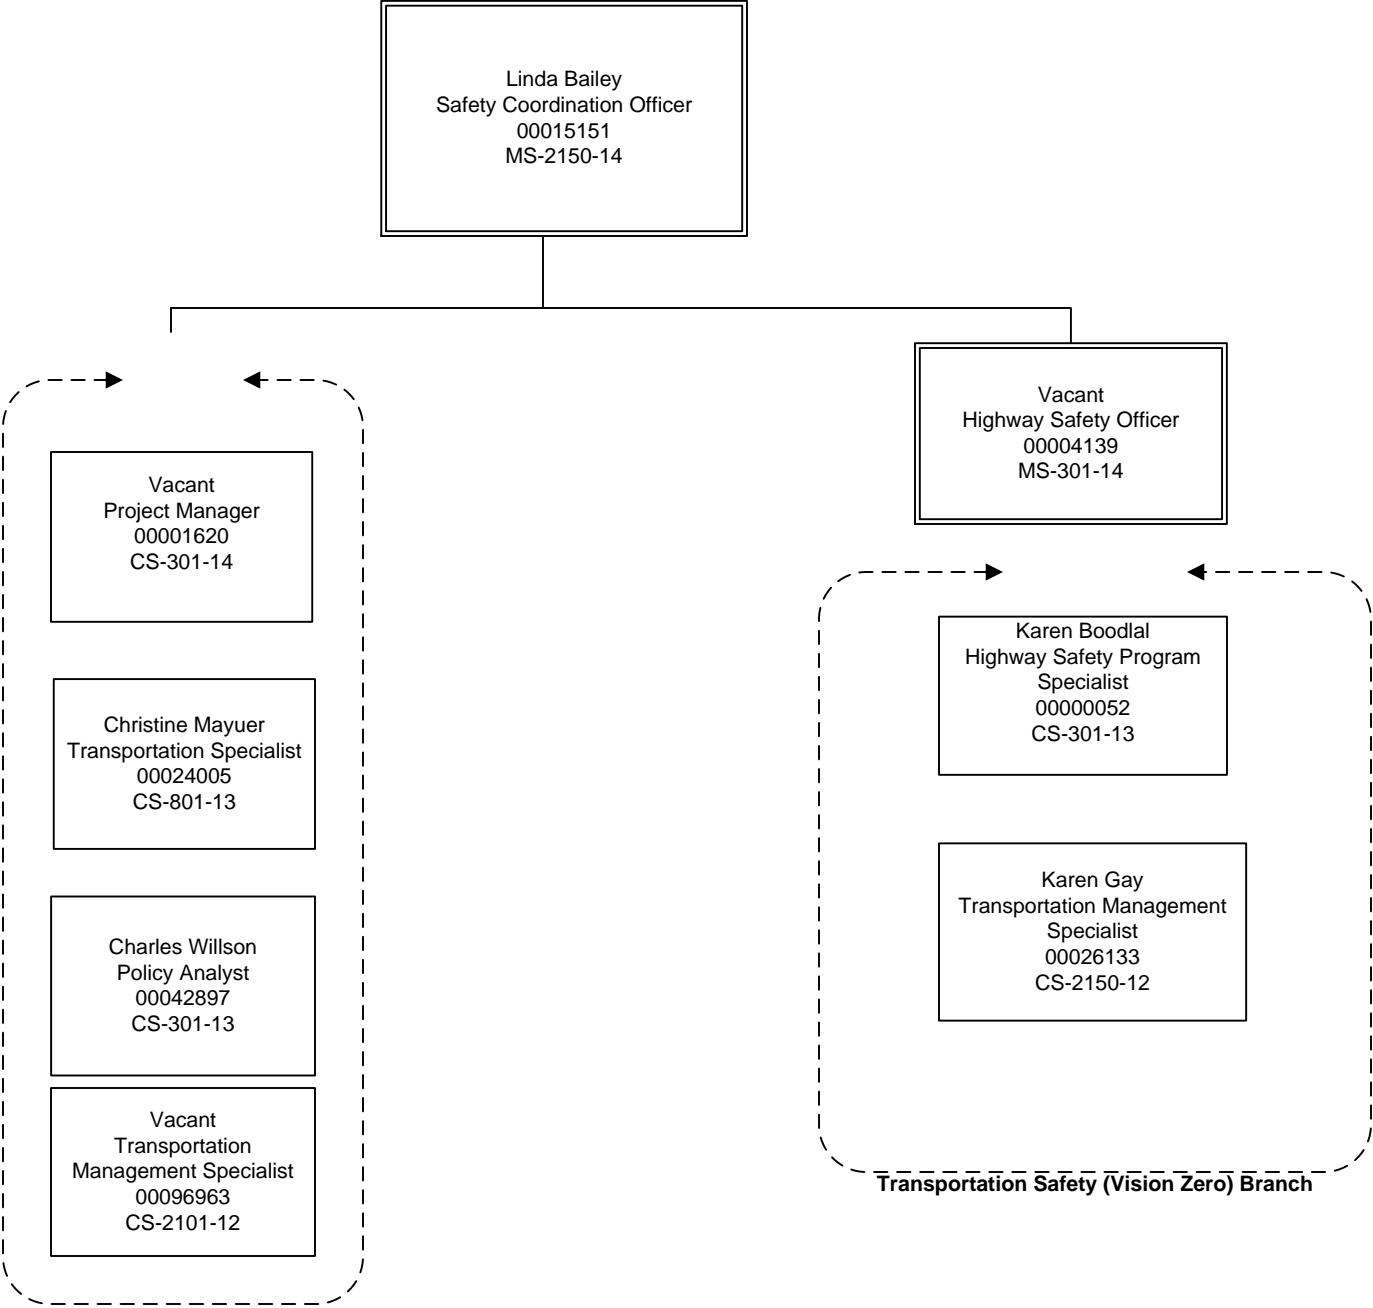 Linda Bailey
Safety Coordination Officer
00015151
MS-2150-14
Vacant
Project Manager
00001620
CS-301-14
Christine Mayuer
Transportation Specialist
00024005
CS-801-13
Charles Willson
Policy Analyst
00042897
CS-301-13
Vacant
Transportation
Management Specialist
00096963
CS-2101-12
Vacant
Highway Safety Officer
00004139
MS-301-14
Karen Boodlal
Highway Safety Program
Specialist
00000052
CS-301-13
Karen Gay
Transportation Management
Specialist
00026133
CS-2150-12
Transportation Safety (Vision Zero) Branch